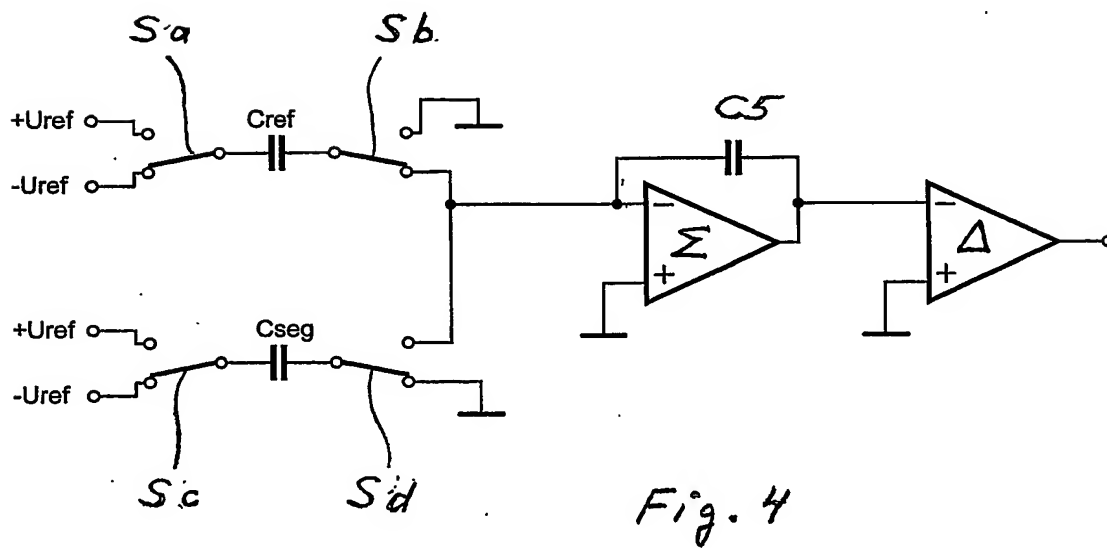 Sa
Sb
+Uref
Cref
-Uref
C5
−
Σ
+
−
Δ
+
+Uref
Cseg
-Uref
Sc
Sd
Fig. 4